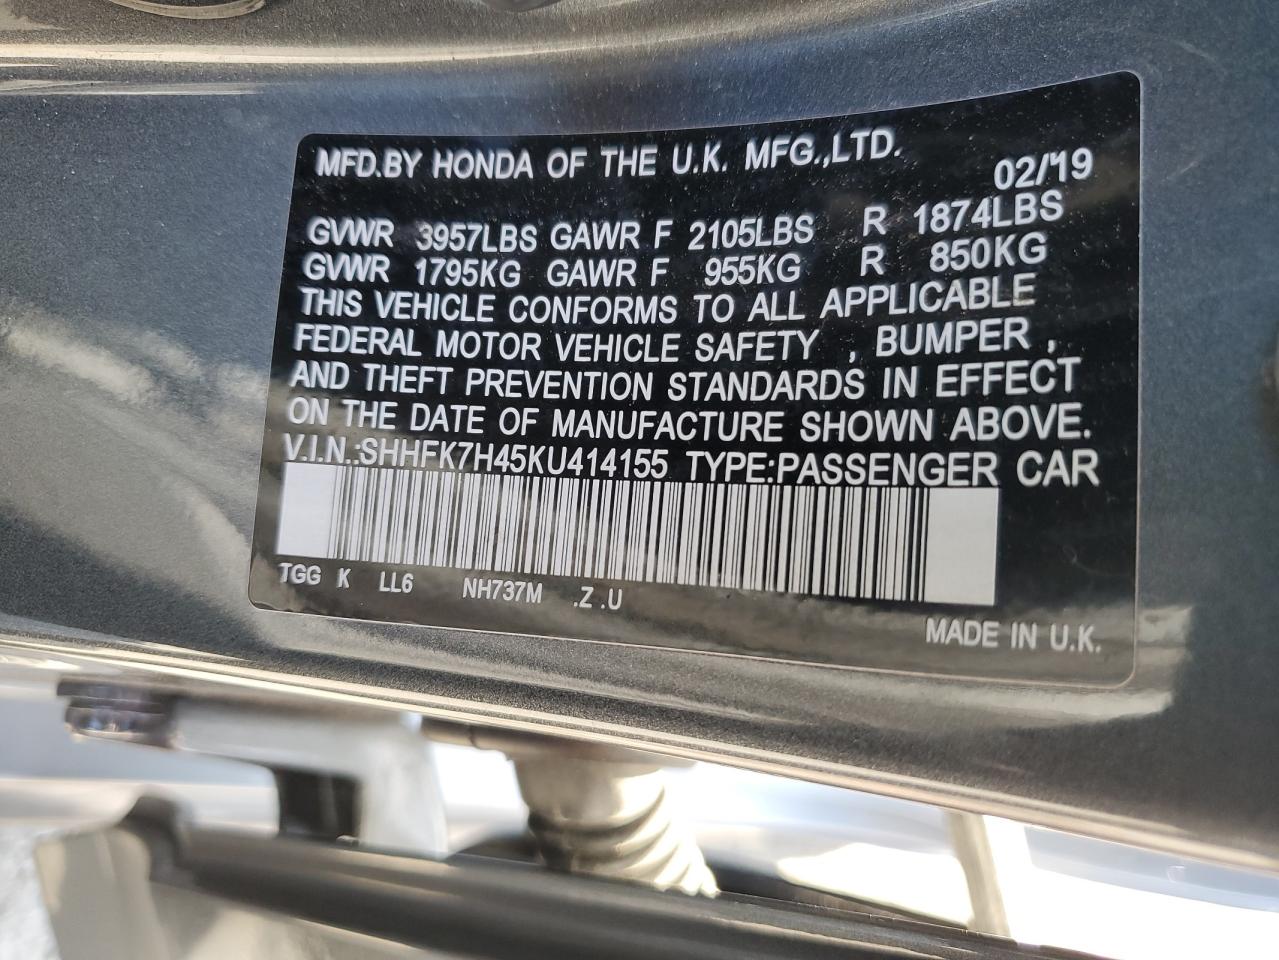 MFD.BY HONDA OF THE U.K. MFG.,LTD.
02/'19
GVWR 3957LBS GAWR F 2105LBS R 1874LBS
GVWR 1795KG GAWR F 955KG R 850KG
THIS VEHICLE CONFORMS TO ALL APPLICABLE
FEDERAL MOTOR VEHICLE SAFETY , BUMPER ,
AND THEFT PREVENTION STANDARDS IN EFFECT
ON THE DATE OF MANUFACTURE SHOWN ABOVE.
V.I.N.:SHHFK7H45KU414155 TYPE:PASSENGER CAR
TGG K LL6 NH737M .Z .U
MADE IN U.K.